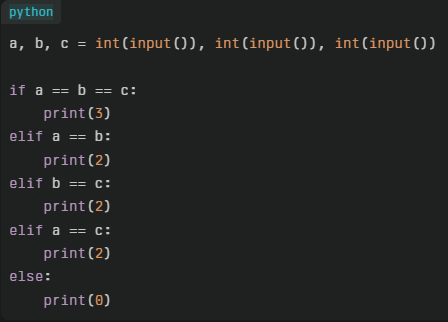 python
a, b, c = int(input()), int(input()), int(input())
if a == b == c:
    print(3)
elif a == b:
    print(2)
elif b == c:
    print(2)
elif a == c:
    print(2)
else:
    print(0)